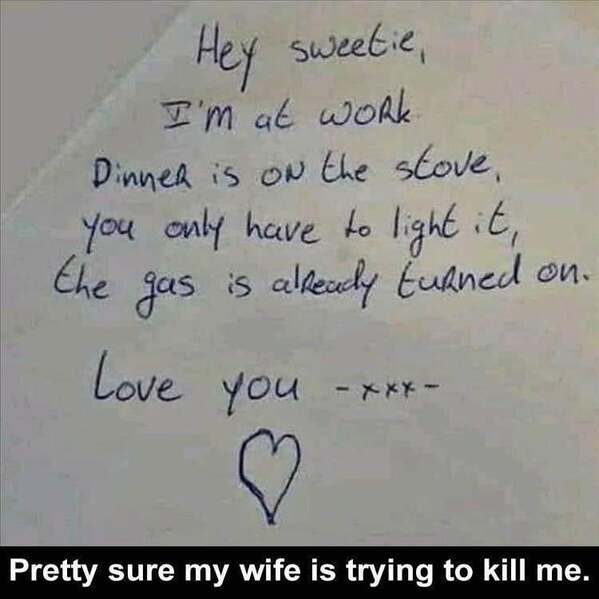 Hey sweetie,
I'm at work
Dinner is on the stove,
you only have to light it,
the gas is already turned on.
Love you -xxx-
Pretty sure my wife is trying to kill me.